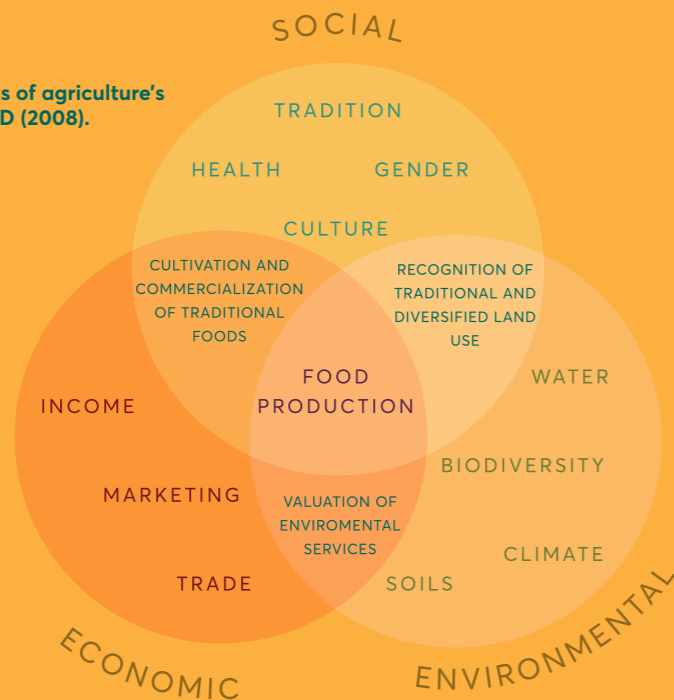 SOCIAL
s of agriculture's
D (2008).
TRADITION
HEALTH GENDER
CULTURE
CULTIVATION AND
COMMERCIALIZATION
OF TRADITIONAL
FOODS
RECOGNITION OF
TRADITIONAL AND
DIVERSIFIED LAND
USE
FOOD
PRODUCTION
WATER
INCOME
BIODIVERSITY
MARKETING
VALUATION OF
ENVIROMENTAL
SERVICES
CLIMATE
TRADE
SOILS
ECONOMIC
ENVIRONMENTAL